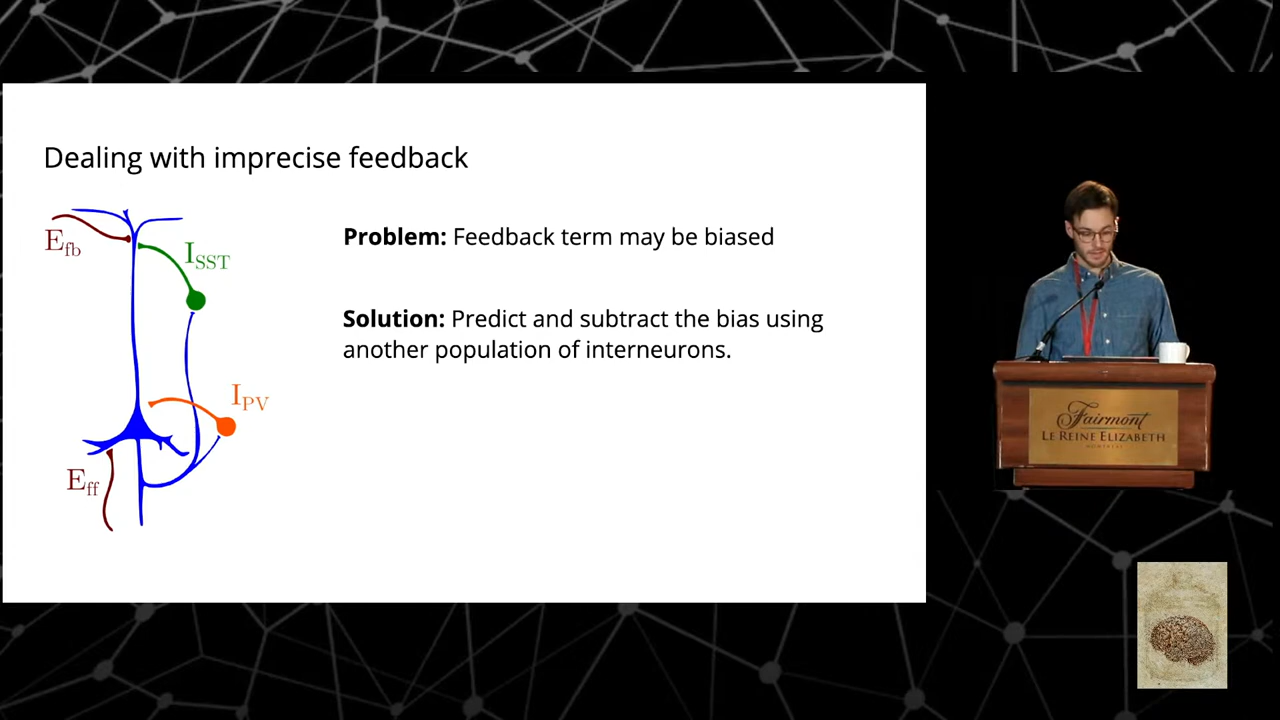 Dealing with imprecise feedback
E_fb
I_SST
Problem: Feedback term may be biased
Solution: Predict and subtract the bias using
another population of interneurons.
I_PV
E_ff
Fairmont
LE REINE ELIZABETH
MONTRÉAL